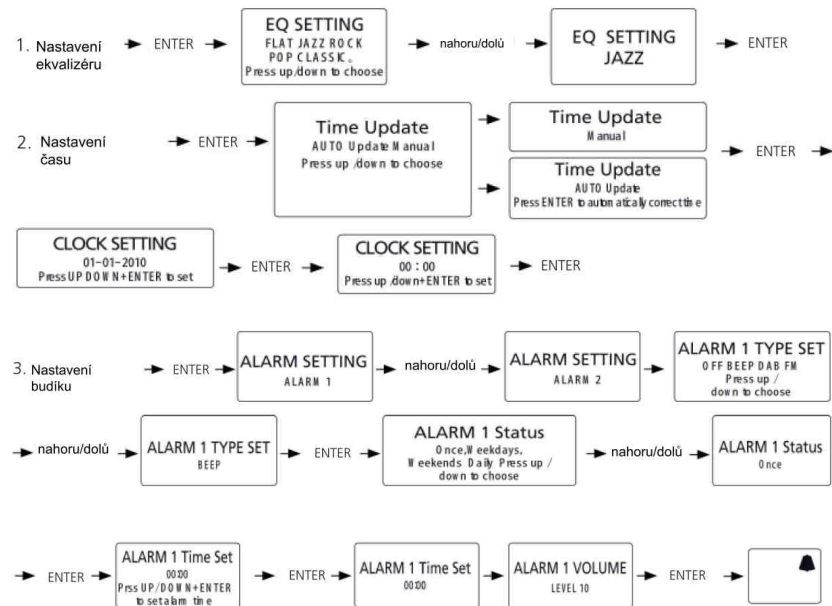 1. Nastavení ekvalizéru
ENTER
EQ SETTING
FLAT JAZZ ROCK
POP CLASSIC。
Press up/down to choose
nahoru/dolů
EQ SETTING
JAZZ
ENTER
2. Nastavení času
ENTER
Time Update
AUTO Update Manual
Press up /down to choose
Time Update
Manual
Time Update
AUTO Update
Press ENTER to automatically correct time
ENTER
CLOCK SETTING
01-01-2010
Press UP DOWN+ENTER to set
ENTER
CLOCK SETTING
00 : 00
Press up /down+ENTER to set
ENTER
3. Nastavení budíku
ENTER
ALARM SETTING
ALARM 1
nahoru/dolů
ALARM SETTING
ALARM 2
ALARM 1 TYPE SET
OFF BEEP DAB FM
Press up /
down to choose
nahoru/dolů
ALARM 1 TYPE SET
BEEP
ENTER
ALARM 1 Status
Once,Weekdays,
Weekends Daily Press up /
down to choose
nahoru/dolů
ALARM 1 Status
Once
ENTER
ALARM 1 Time Set
00:00
Prss UP/DOWN+ENTER
to set alarm time
ENTER
ALARM 1 Time Set
00:00
ALARM 1 VOLUME
LEVEL 10
ENTER